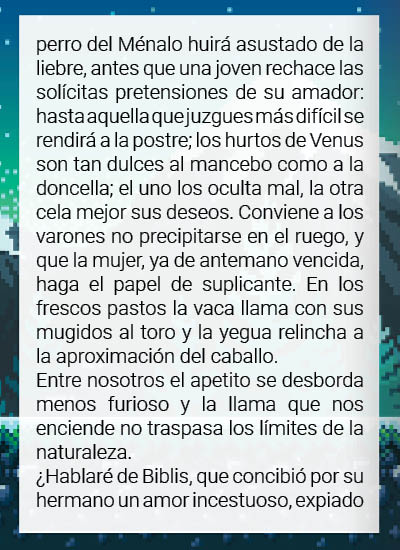 perro del Ménalo huirá asustado de la
liebre, antes que una joven rechace las
solícitas pretensiones de su amador:
hasta aquella que juzgues más difícil se
rendirá a la postre; los hurtos de Venus
son tan dulces al mancebo como a la
doncella; el uno los oculta mal, la otra
cela mejor sus deseos. Conviene a los
varones no precipitarse en el ruego, y
que la mujer, ya de antemano vencida,
haga el papel de suplicante. En los
frescos pastos la vaca llama con sus
mugidos al toro y la yegua relincha a
la aproximación del caballo.
Entre nosotros el apetito se desborda
menos furioso y la llama que nos
enciende no traspasa los límites de la
naturaleza.
¿Hablaré de Biblis, que concibió por su
hermano un amor incestuoso, expiado